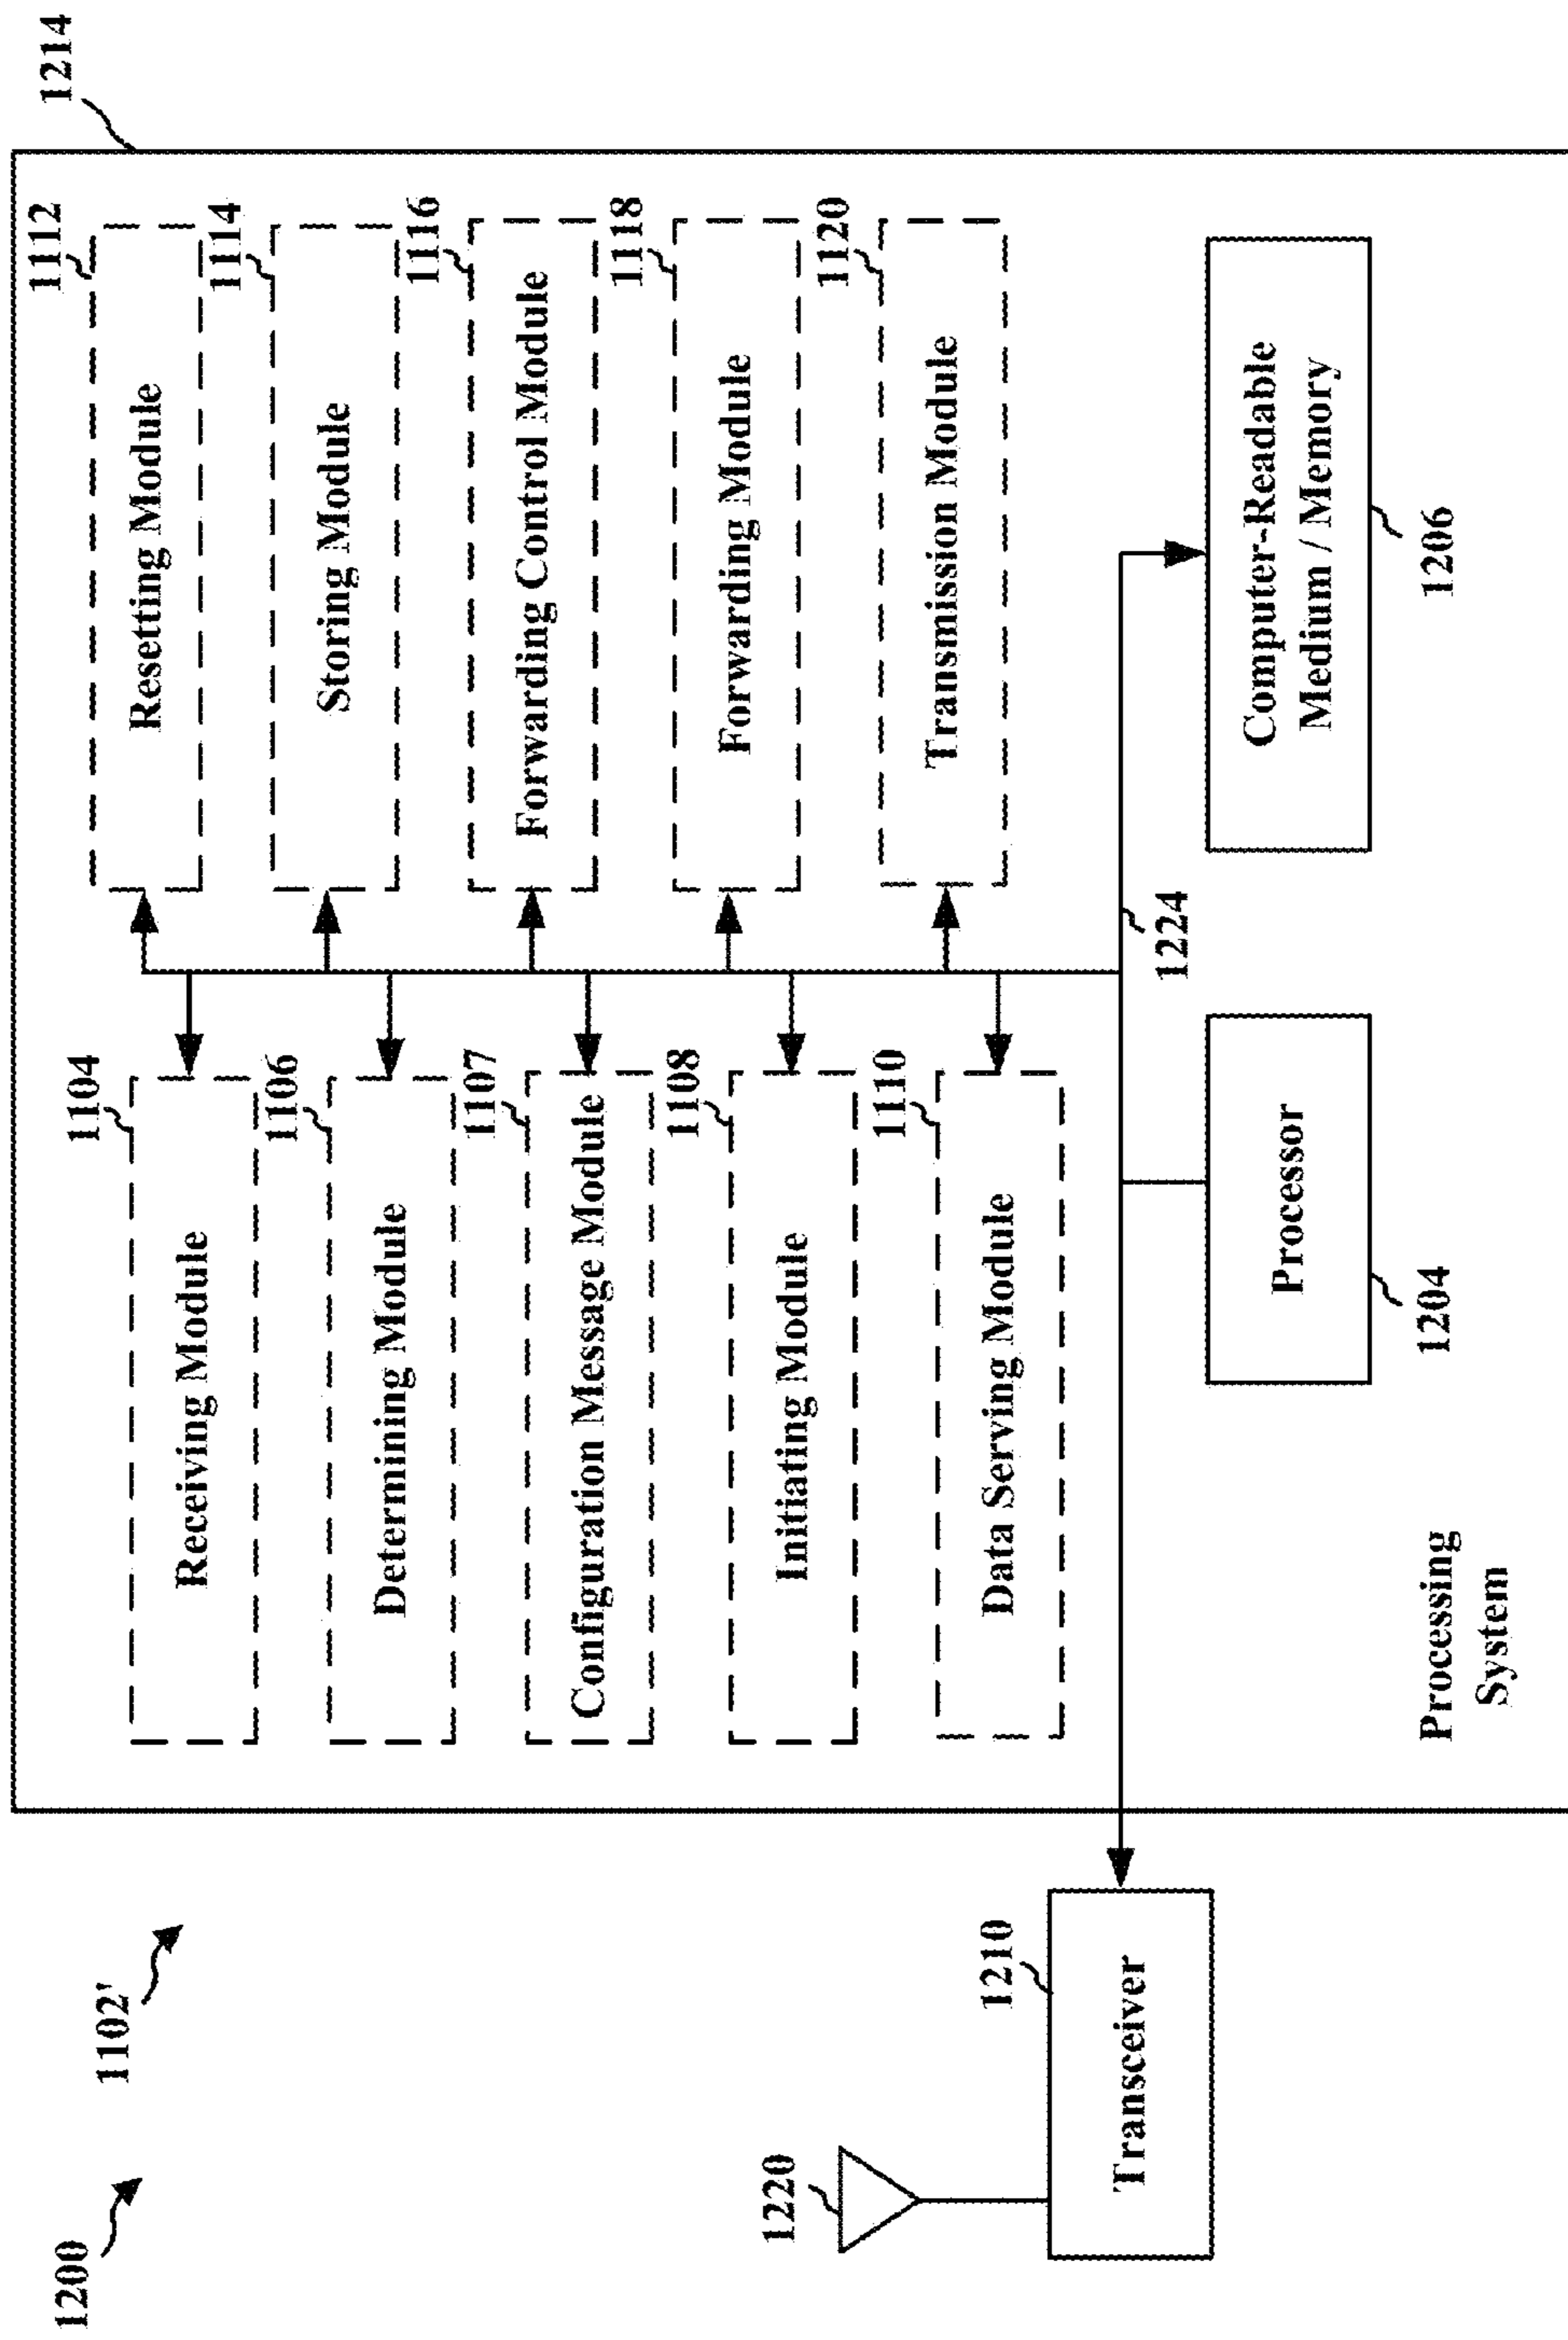 1200
1102'
1214
1104
Receiving Module
1112
Resetting Module
1106
Determining Module
1114
Storing Module
1107
Configuration Message Module
1116
Forwarding Control Module
1108
Initiating Module
1118
Forwarding Module
1110
Data Serving Module
1120
Transmission Module
1220
1210
Transceiver
1224
Processor
1204
Computer-Readable
Medium / Memory
1206
Processing
System